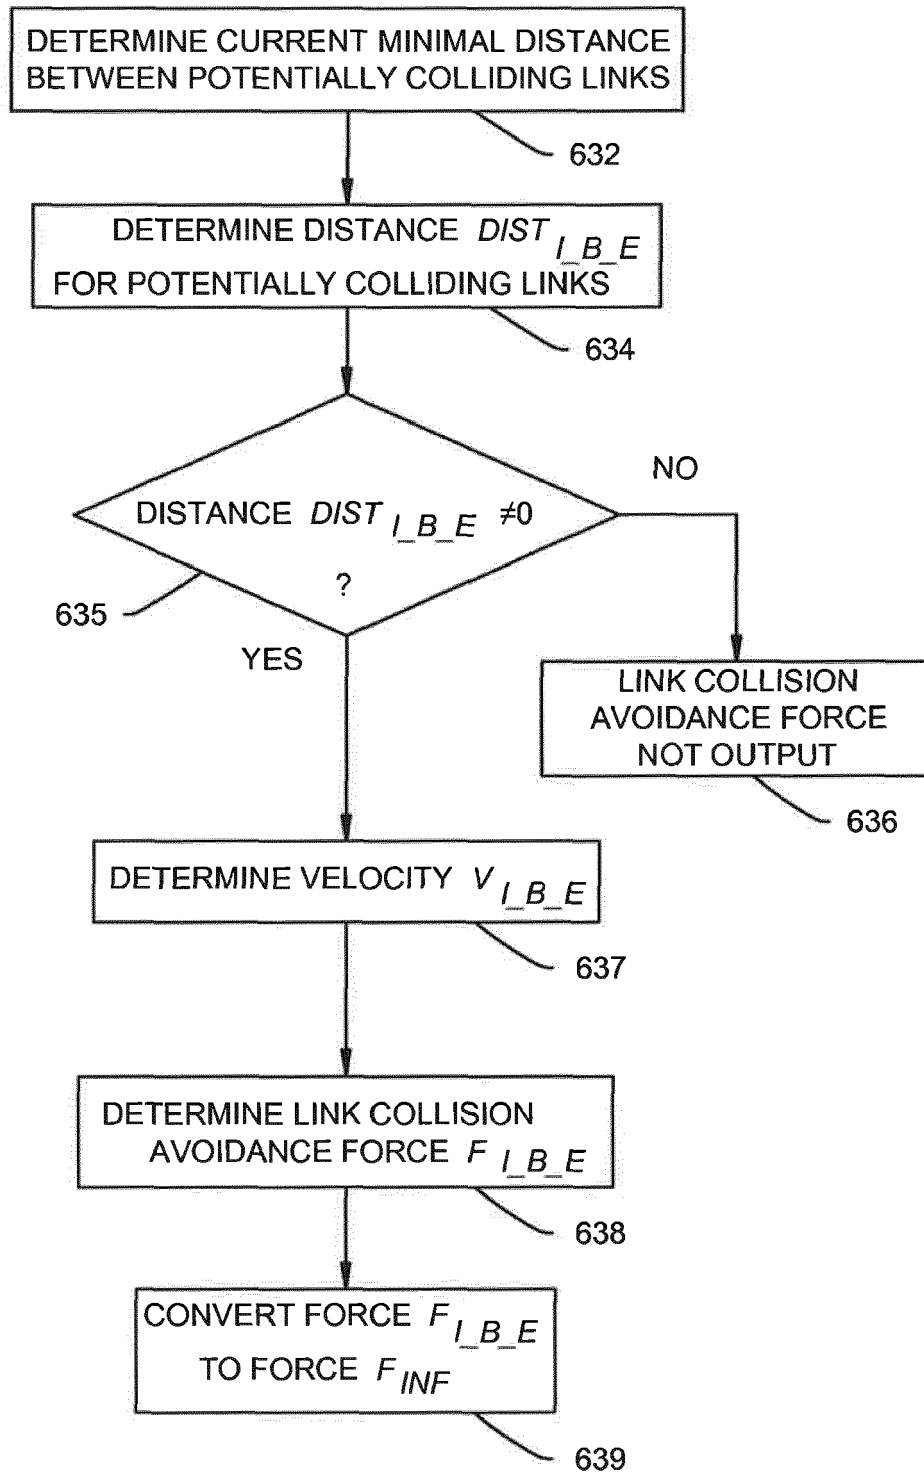 DETERMINE CURRENT MINIMAL DISTANCE
BETWEEN POTENTIALLY COLLIDING LINKS
632
DETERMINE DISTANCE DIST I_B_E
FOR POTENTIALLY COLLIDING LINKS
634
NO
DISTANCE DIST I_B_E ≠0
?
635
YES
LINK COLLISION
AVOIDANCE FORCE
NOT OUTPUT
636
DETERMINE VELOCITY V I_B_E
637
DETERMINE LINK COLLISION
AVOIDANCE FORCE F I_B_E
638
CONVERT FORCE F I_B_E
TO FORCE F INF
639